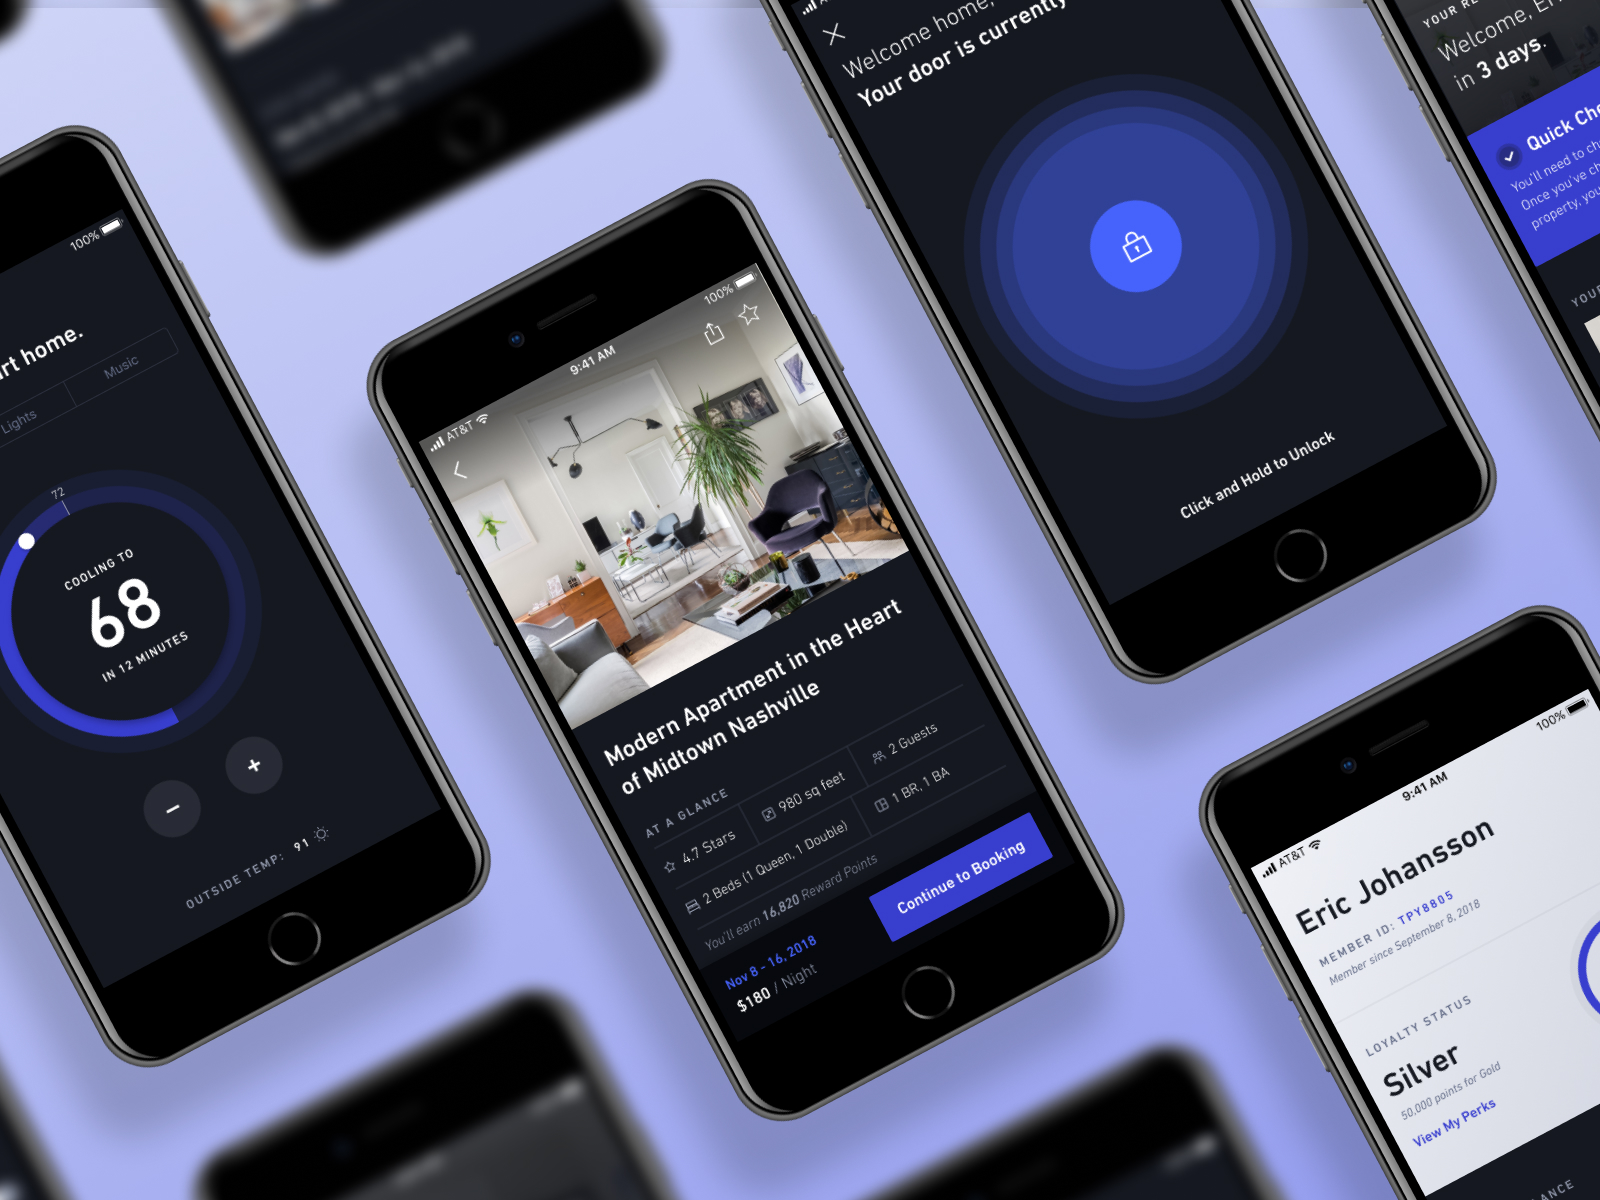 100%
rt home.
Lights
Music
72
COOLING TO
68
IN 12 MINUTES
−
+
OUTSIDE TEMP: 91
AT&T
9:41 AM
100%
Modern Apartment in the Heart
of Midtown Nashville
AT A GLANCE
4.7 Stars
980 sq feet
2 Guests
2 Beds (1 Queen, 1 Double)
1 BR, 1 BA
You'll earn 16,820 Reward Points
Nov 8 - 16, 2018
$180 / Night
Continue to Booking
Welcome home,
Your door is currently
Click and Hold to Unlock
YOUR RE
Welcome, Eri
in 3 days.
Quick Che
You'll need to ch
Once you've ch
property, you
YOUR
AT&T
9:41 AM
100%
Eric Johansson
MEMBER ID: TPY8805
Member since September 8, 2018
LOYALTY STATUS
Silver
50,000 points for Gold
View My Perks
ANCE